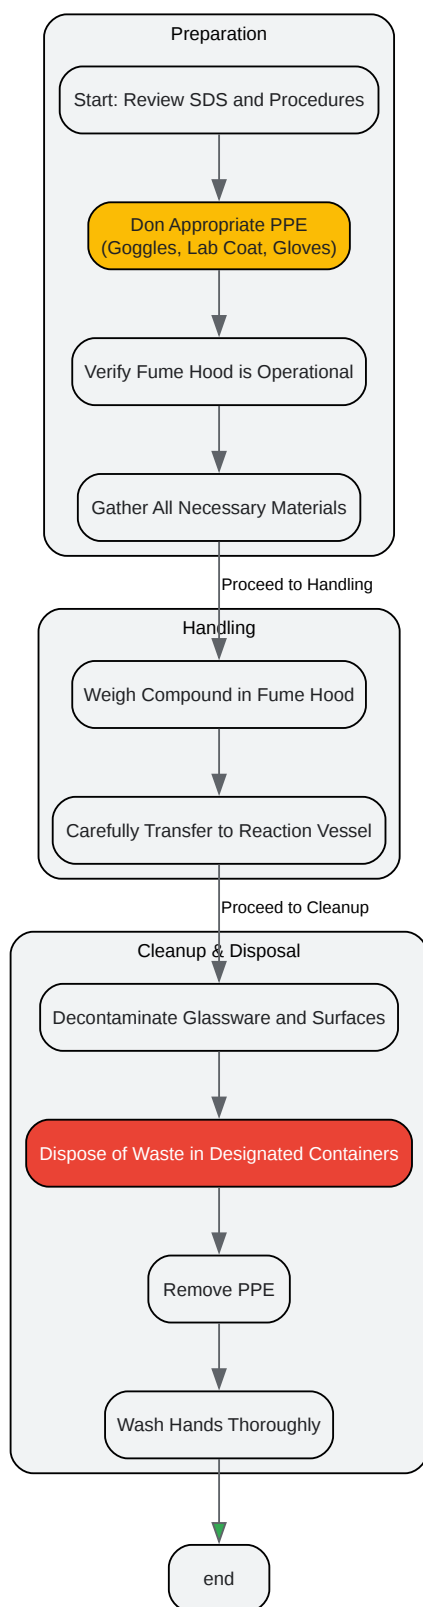 Preparation
Start: Review SDS and Procedures
Don Appropriate PPE
(Goggles, Lab Coat, Gloves)
Verify Fume Hood is Operational
Gather All Necessary Materials
Proceed to Handling
Handling
Weigh Compound in Fume Hood
Carefully Transfer to Reaction Vessel
Proceed to Cleanup
Cleanup & Disposal
Decontaminate Glassware and Surfaces
Dispose of Waste in Designated Containers
Remove PPE
Wash Hands Thoroughly
end